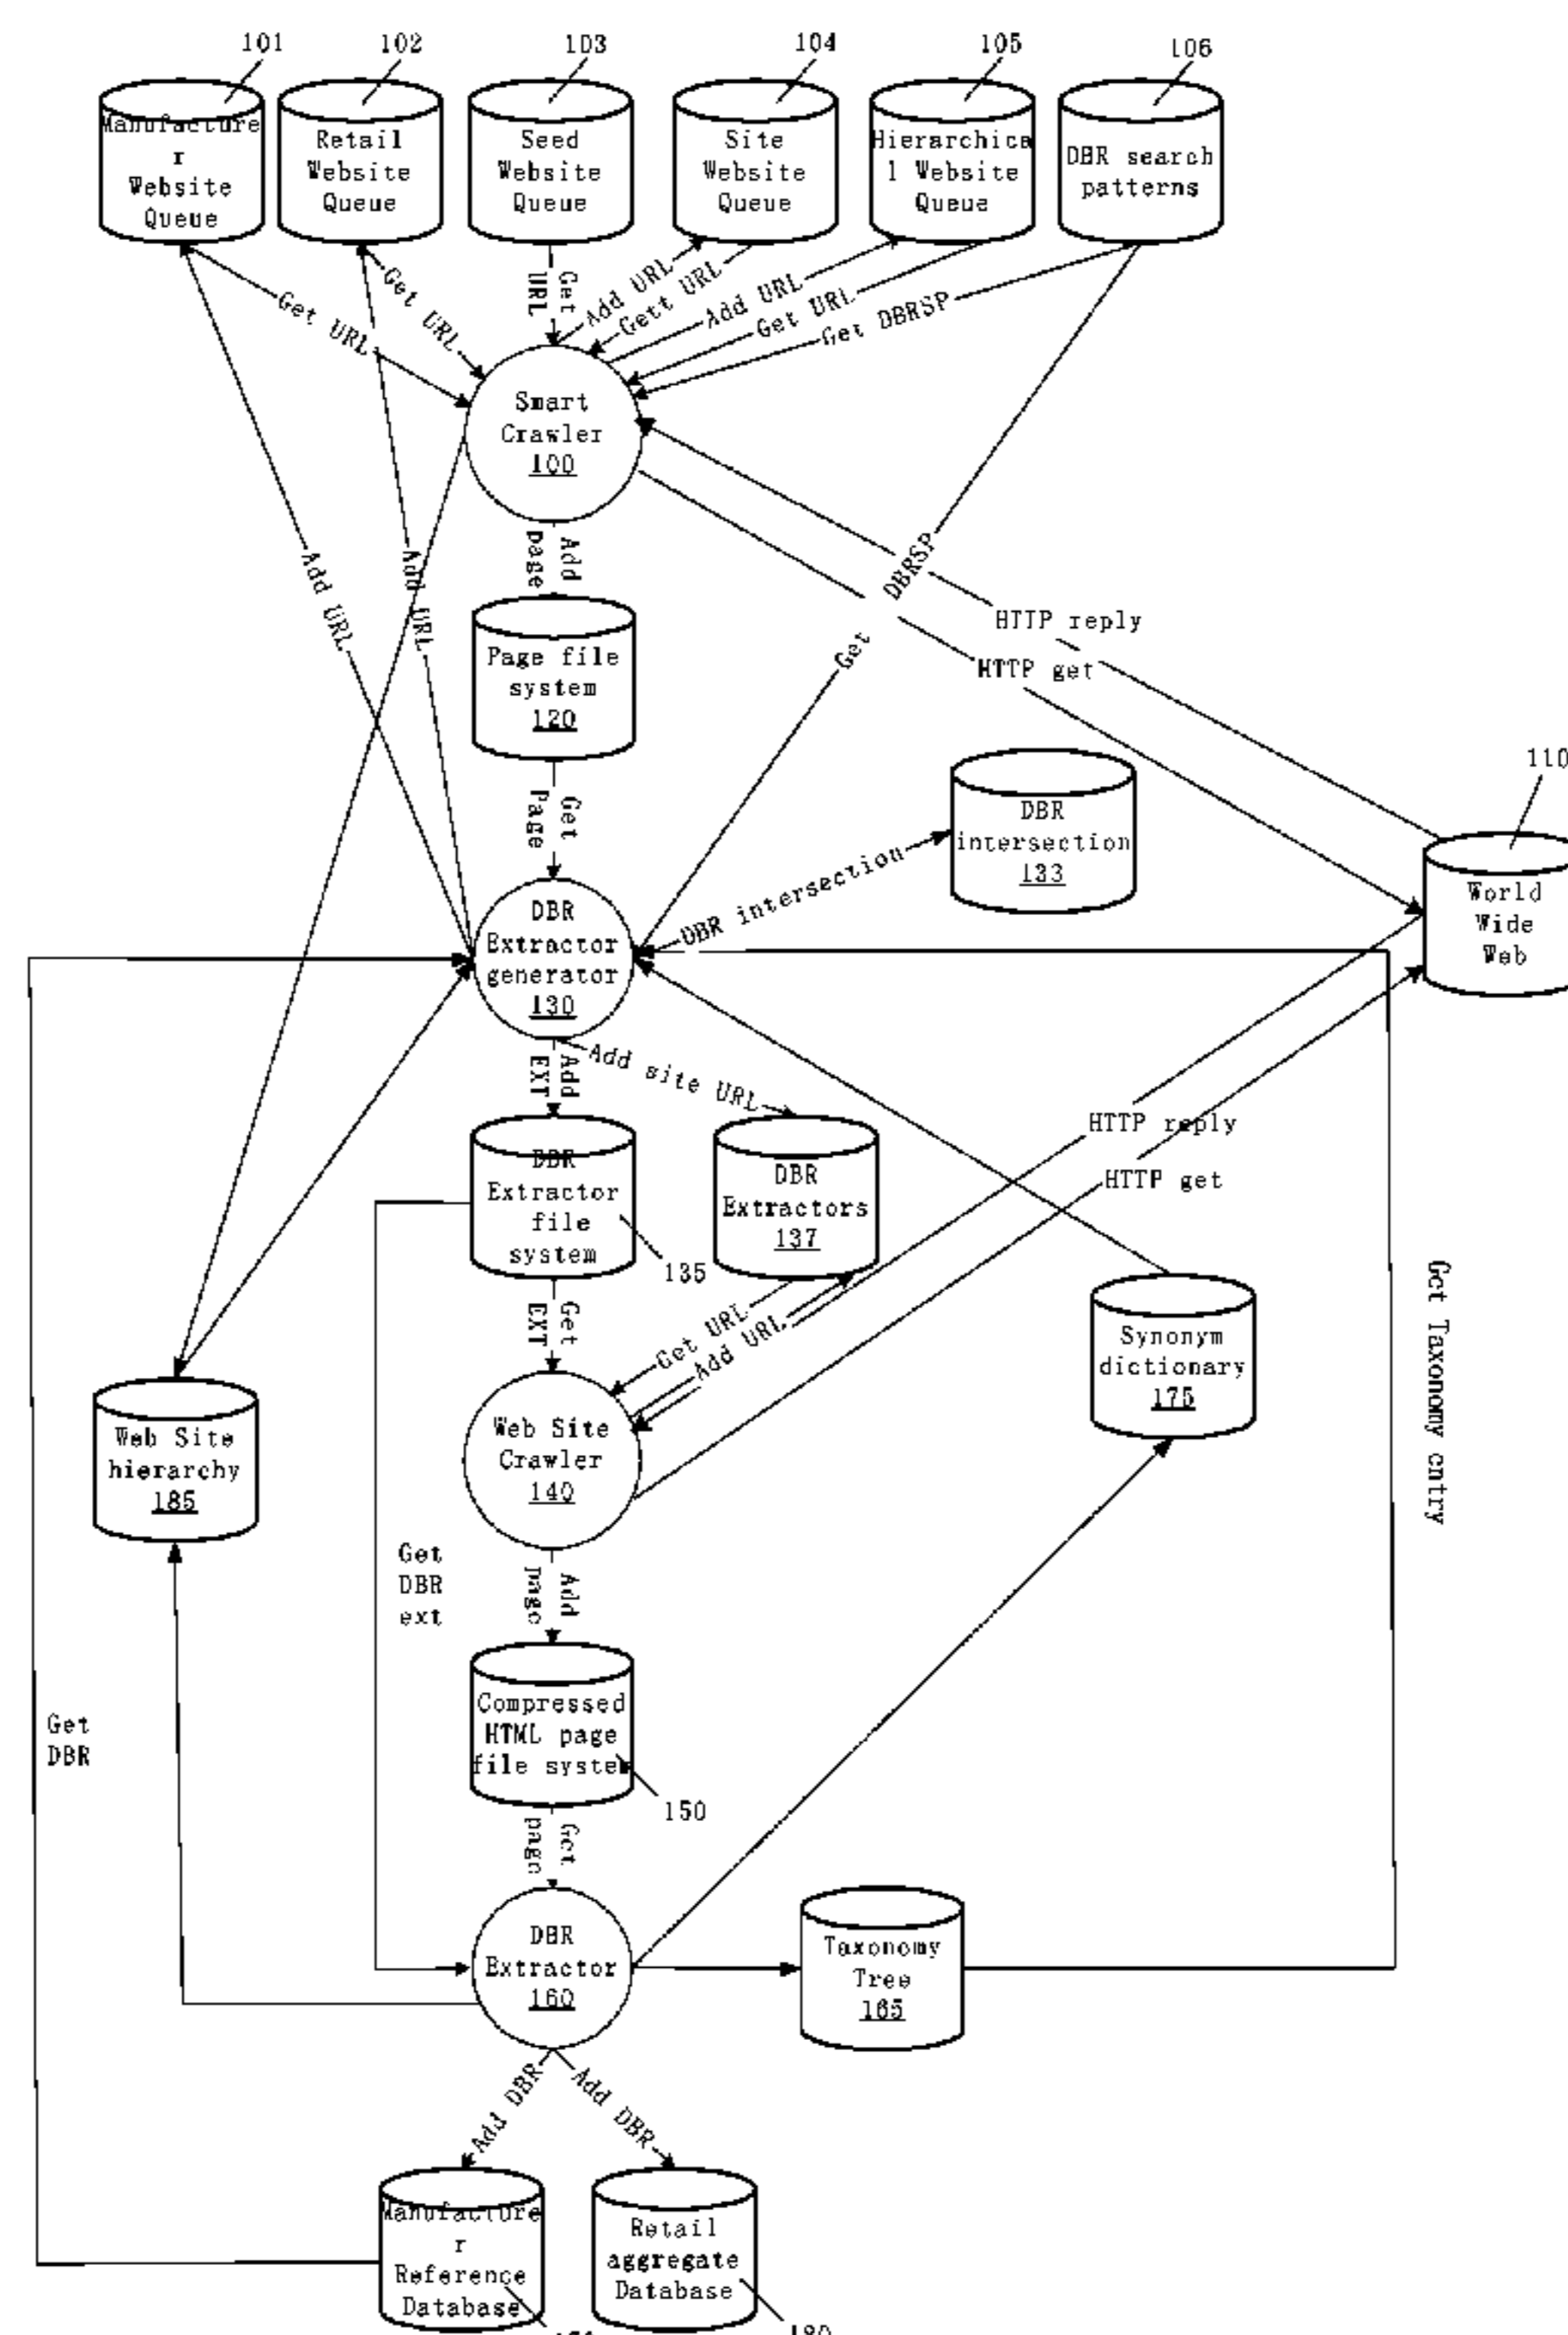 101
102
103
104
105
106
Manufacture
r
Website
Queue
Retail
Website
Queue
Seed
Website
Queue
Site
Website
Queue
Hierarchica
l Website
Queue
DBR search
patterns
Get URL
Get URL
Get
URL
Add URL
Gett URL
Add URL
Get URL
Get DBRSP
Smart
Crawler
100
Add URL
Add URL
Add
page
Get DBRSP
HTTP reply
HTTP get
Page file
system
120
110
World
Wide
Web
Get
Page
DBR
intersection
133
DBR intersection
DBR
Extractor
generator
130
Add
EXT
Add site URL
HTTP reply
HTTP get
DBR
Extractor
file
system
135
DBR
Extractors
137
Get
EXT
Get URL
Add URL
Synonym
dictionary
175
Get Taxonomy entry
Web Site
hierarchy
185
Web Site
Crawler
140
Get
DBR
ext
Add
page
Compressed
HTML page
file system
150
Get
DBR
Get
page
DBR
Extractor
160
Taxonomy
Tree
165
Add DBR
Add DBR
Manufacture
r
Reference
Database
Retail
aggregate
Database
180